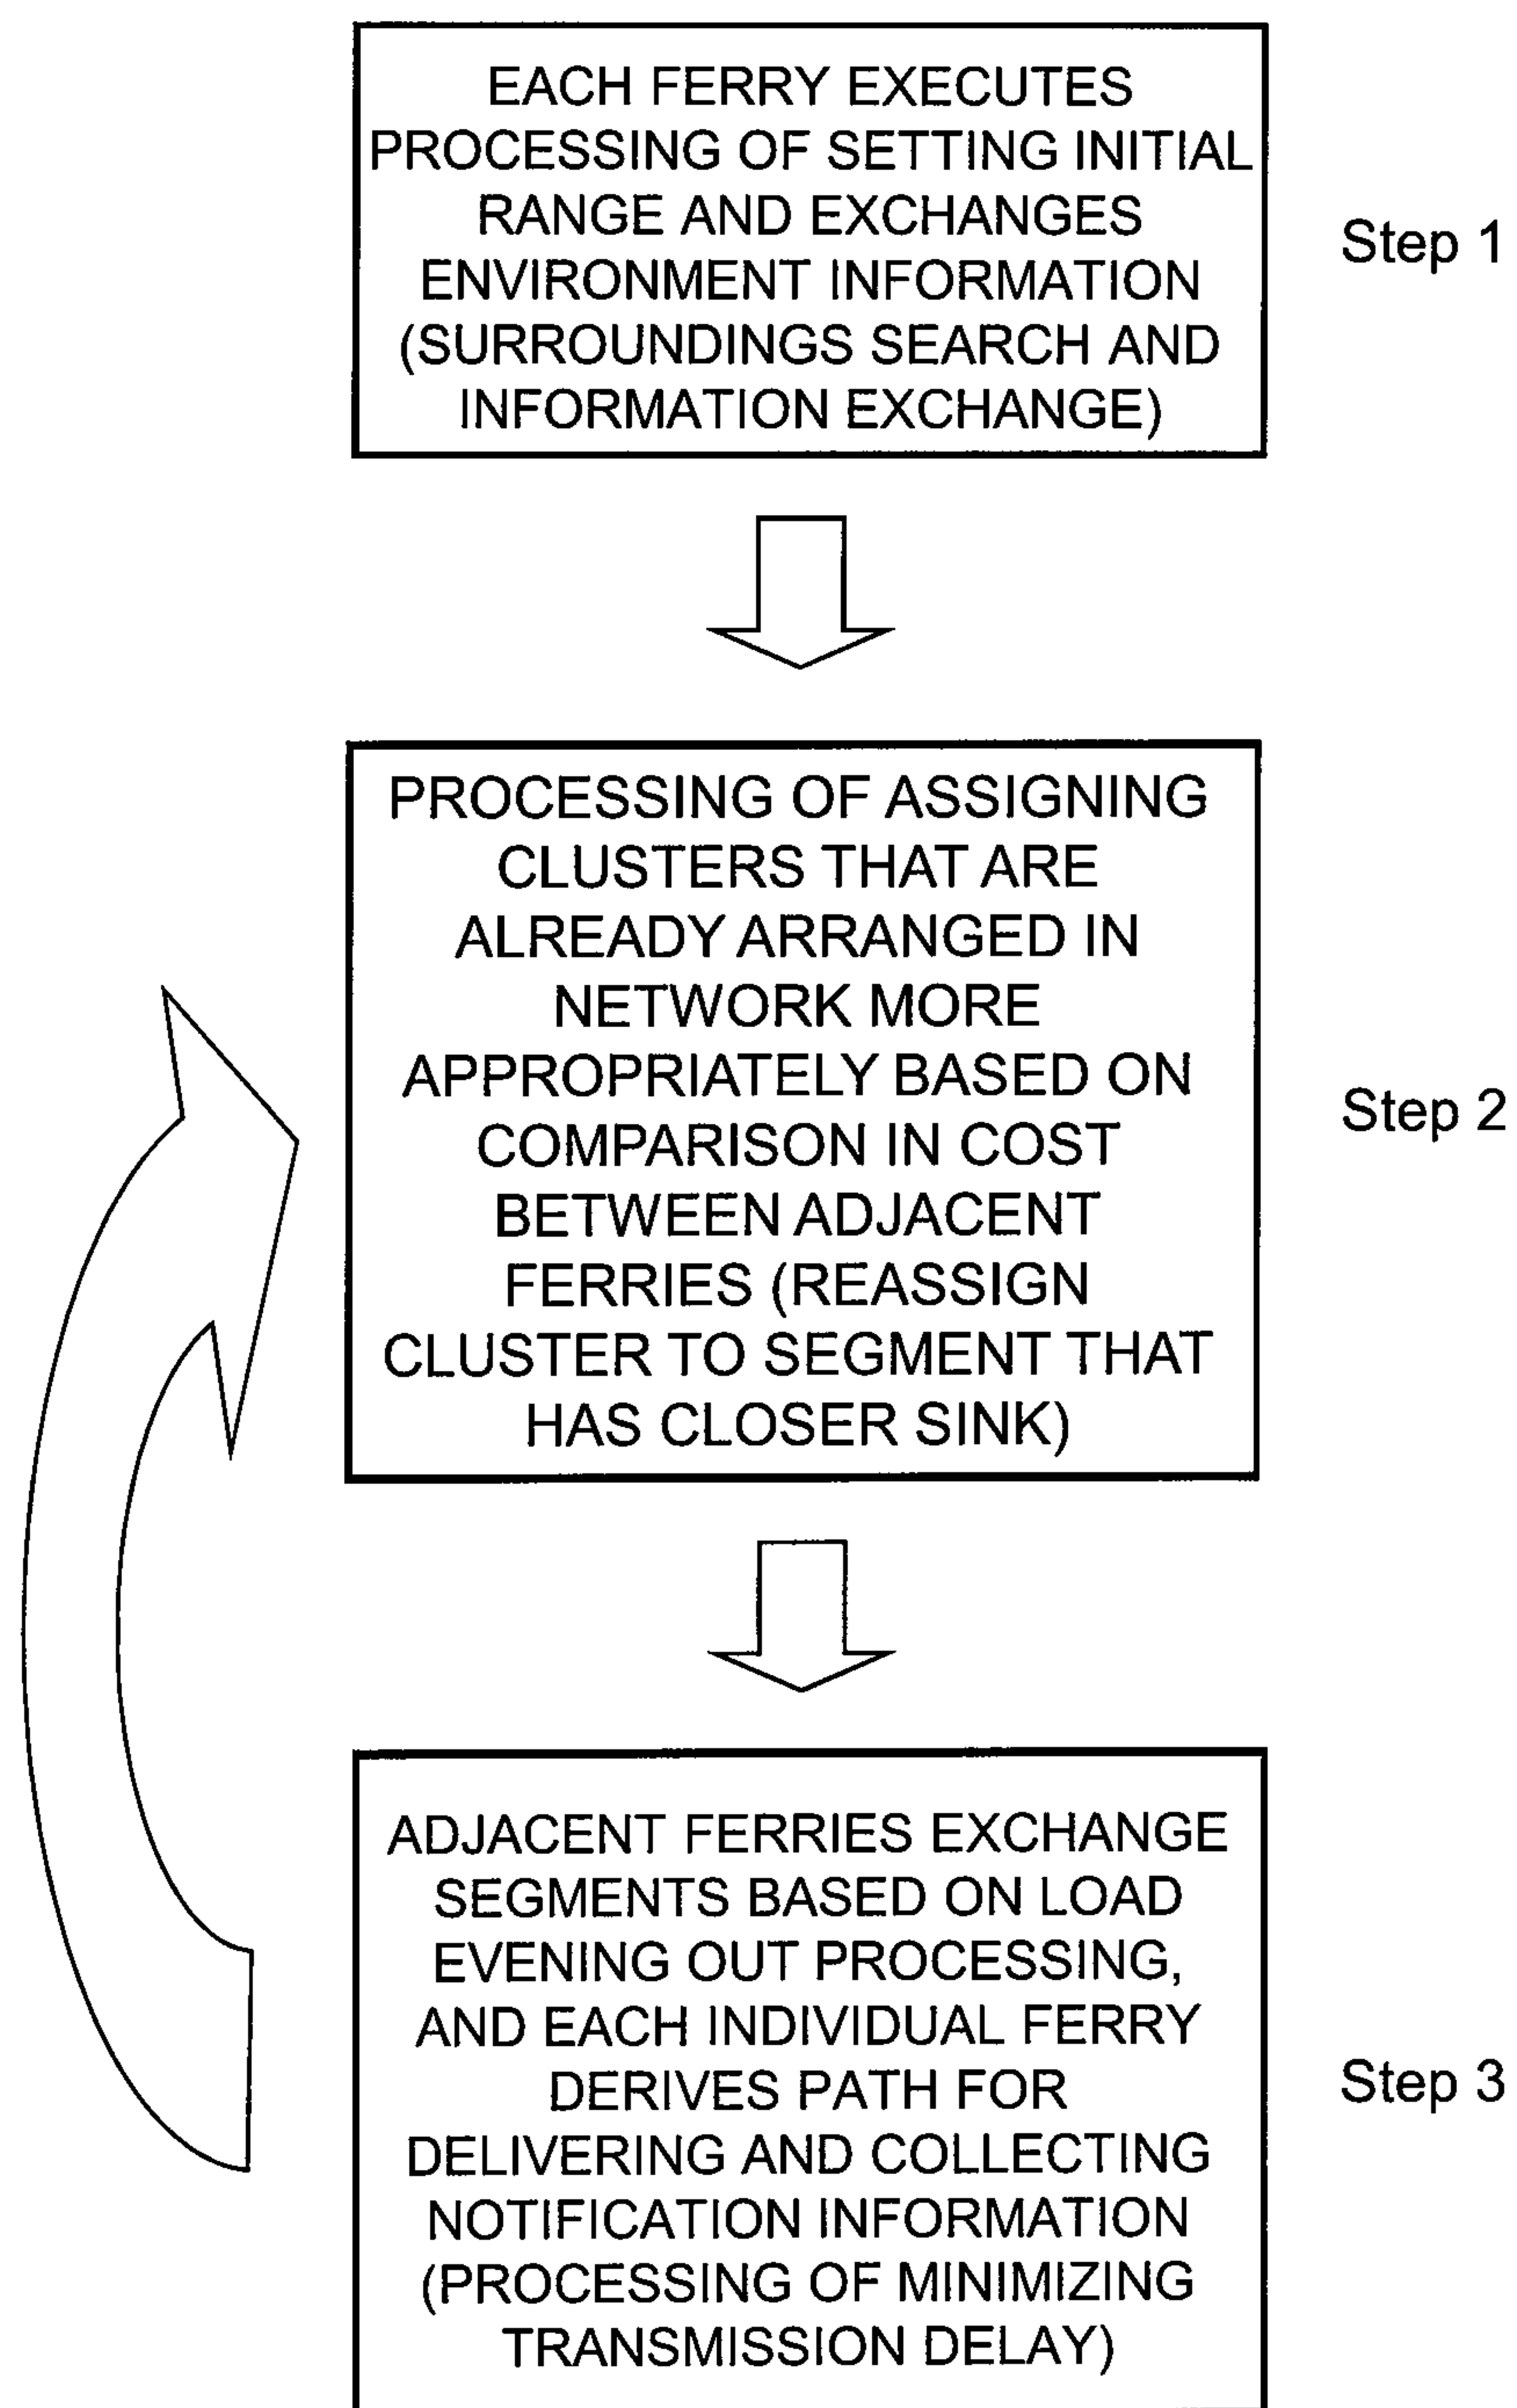 EACH FERRY EXECUTES
PROCESSING OF SETTING INITIAL
RANGE AND EXCHANGES
ENVIRONMENT INFORMATION
(SURROUNDINGS SEARCH AND
INFORMATION EXCHANGE)
Step 1
PROCESSING OF ASSIGNING
CLUSTERS THAT ARE
ALREADY ARRANGED IN
NETWORK MORE
APPROPRIATELY BASED ON
COMPARISON IN COST
BETWEEN ADJACENT
FERRIES (REASSIGN
CLUSTER TO SEGMENT THAT
HAS CLOSER SINK)
Step 2
ADJACENT FERRIES EXCHANGE
SEGMENTS BASED ON LOAD
EVENING OUT PROCESSING,
AND EACH INDIVIDUAL FERRY
DERIVES PATH FOR
DELIVERING AND COLLECTING
NOTIFICATION INFORMATION
(PROCESSING OF MINIMIZING
TRANSMISSION DELAY)
Step 3